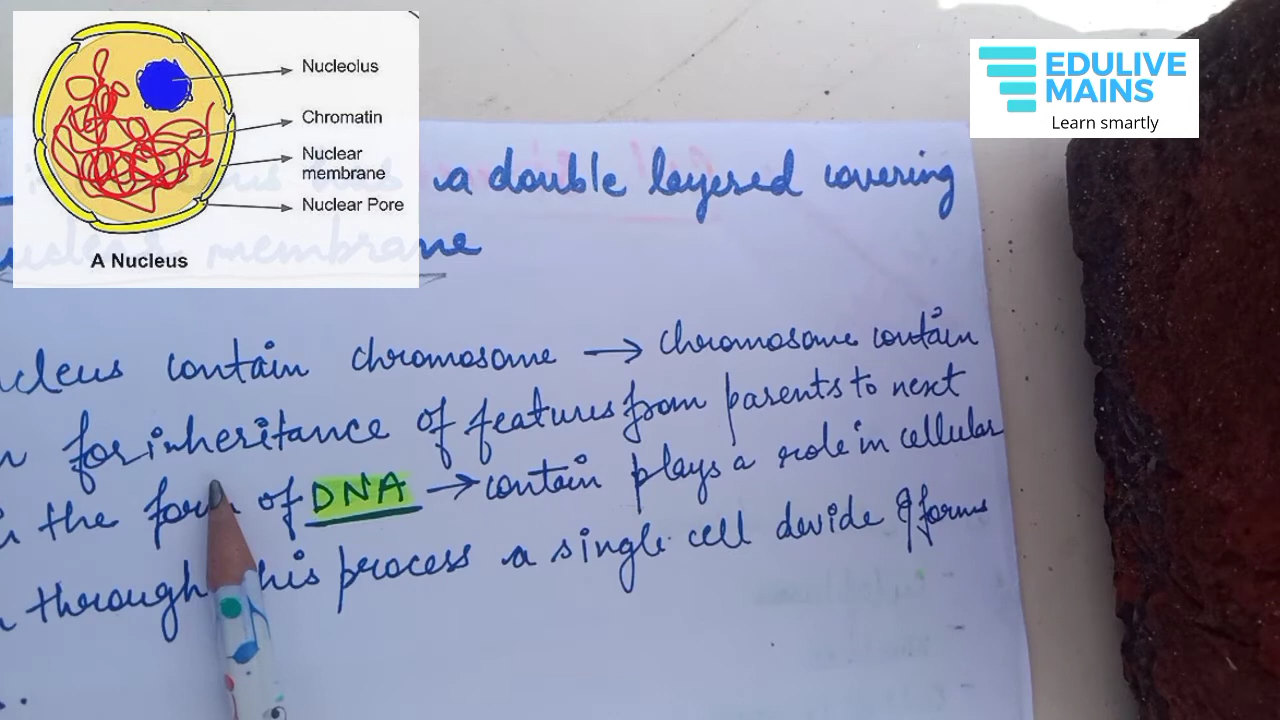 Nucleolus
Chromatin
Nuclear
membrane
Nuclear Pore
A Nucleus
EDULIVE
MAINS
Learn smartly
a double layered covering
membrane
cleus contain chromosome → chromosome contain
for inheritance of features from parents to next
the form of DNA → contain plays a role in cellular
through this process a single cell devide & forms